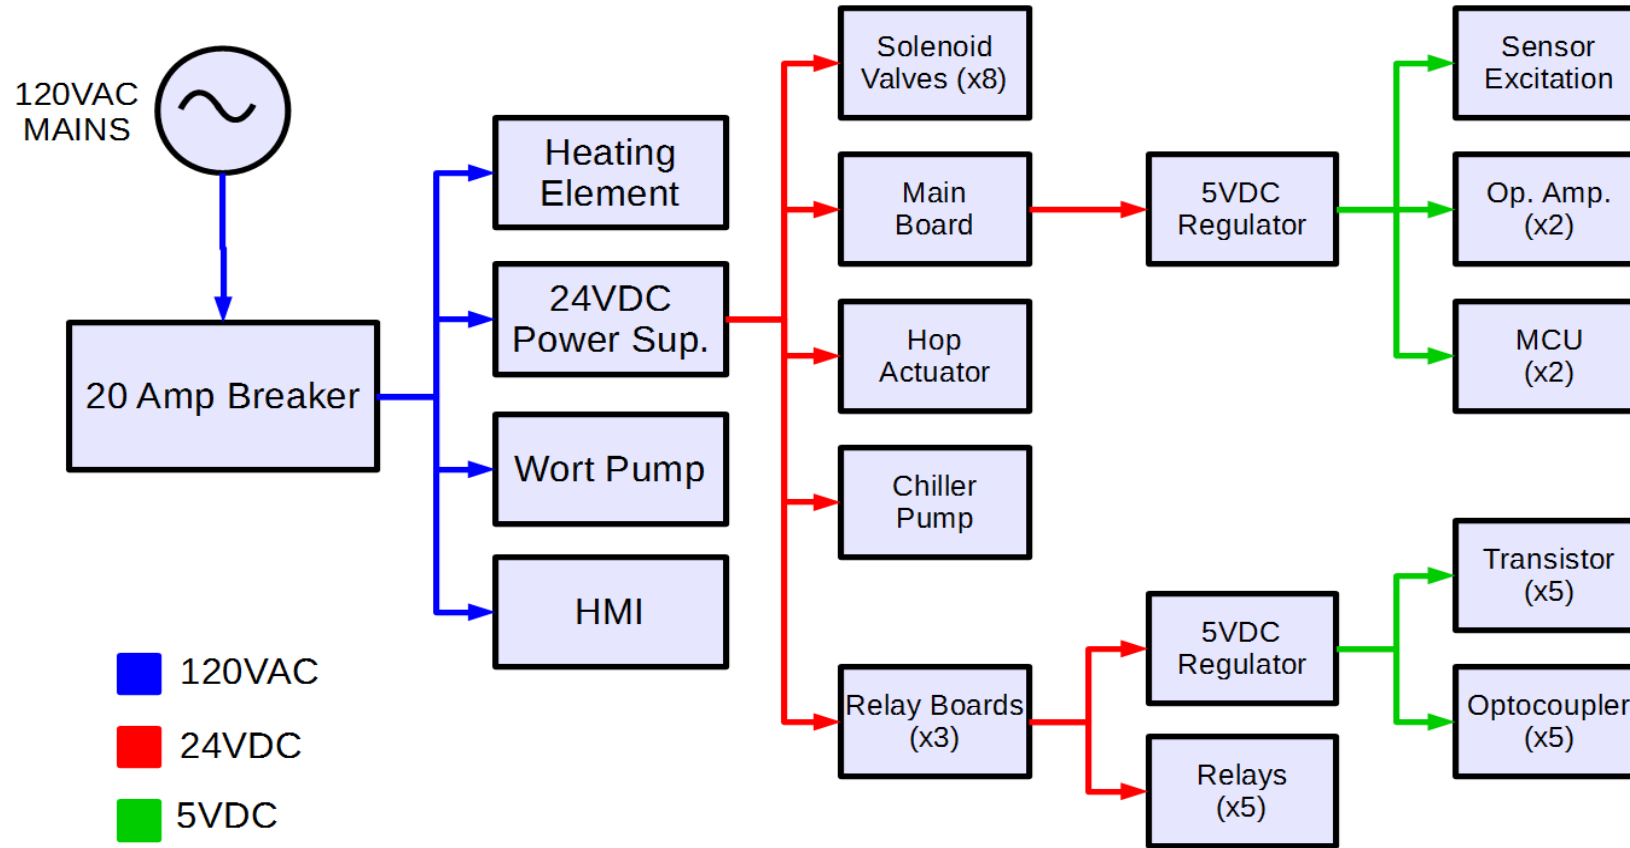 120VAC
MAINS
20 Amp Breaker
Heating
Element
24VDC
Power Sup.
Wort Pump
HMI
Solenoid
Valves (x8)
Main
Board
Hop
Actuator
Chiller
Pump
Relay Boards
(x3)
5VDC
Regulator
5VDC
Regulator
Relays
(x5)
Sensor
Excitation
Op. Amp.
(x2)
MCU
(x2)
Transistor
(x5)
Optocoupler
(x5)
120VAC
24VDC
5VDC